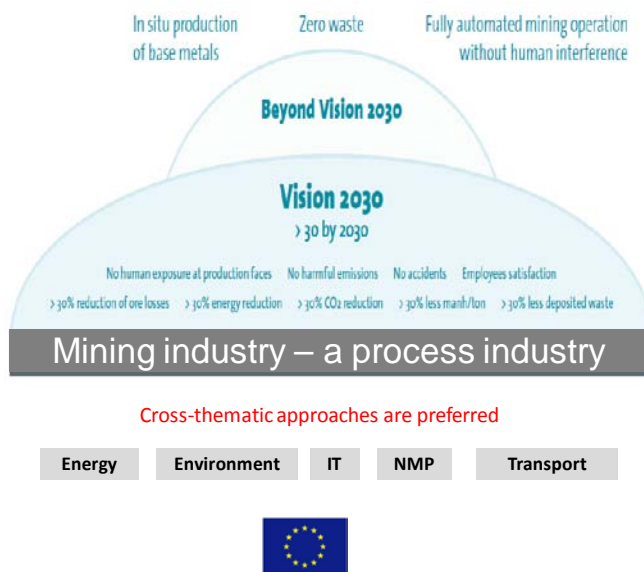 In situ production Zero waste Fully automated mining operation
of base metals without human interference
Beyond Vision 2030
Vision 2030
> 30 by 2030
No human exposure at production faces No harmful emissions No accidents Employees satisfaction
> 30% reduction of ore losses > 30% energy reduction > 30% CO2 reduction > 30% less manh/ton > 30% less deposited waste
Mining industry – a process industry
Cross-thematic approaches are preferred
Energy Environment IT NMP Transport